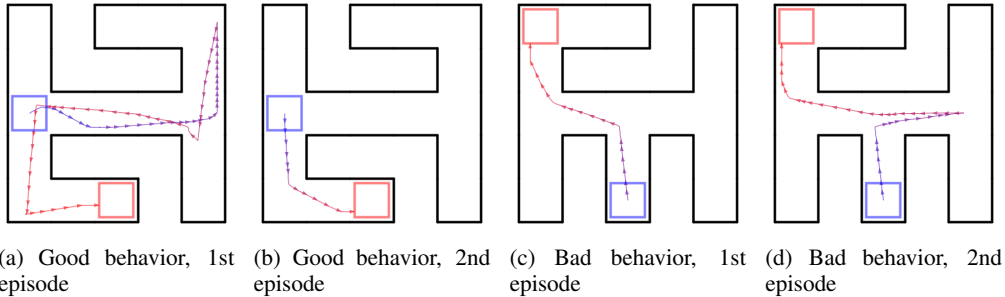 (a) Good behavior, 1st episode
(b) Good behavior, 2nd episode
(c) Bad behavior, 1st episode
(d) Bad behavior, 2nd episode